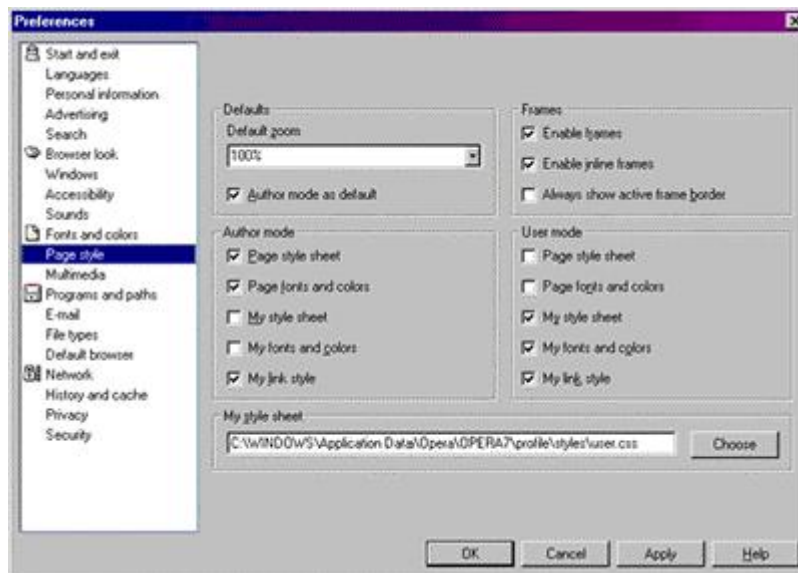 Preferences
Start and exit
Languages
Personal information
Advertising
Search
Browser look
Windows
Accessibility
Sounds
Fonts and colors
Page style
Multimedia
Programs and paths
E-mail
File types
Default browser
Network
History and cache
Privacy
Security
Defaults
Default zoom
100%
Author mode as default
Frames
Enable frames
Enable inline frames
Always show active frame border
Author mode
Page style sheet
Page fonts and colors
My style sheet
My fonts and colors
My link style
User mode
Page style sheet
Page fonts and colors
My style sheet
My fonts and colors
My link style
My style sheet
C:\WINDOWS\Application Data\Opera\OPERA7\profile\styles\user.css
Choose
OK
Cancel
Apply
Help